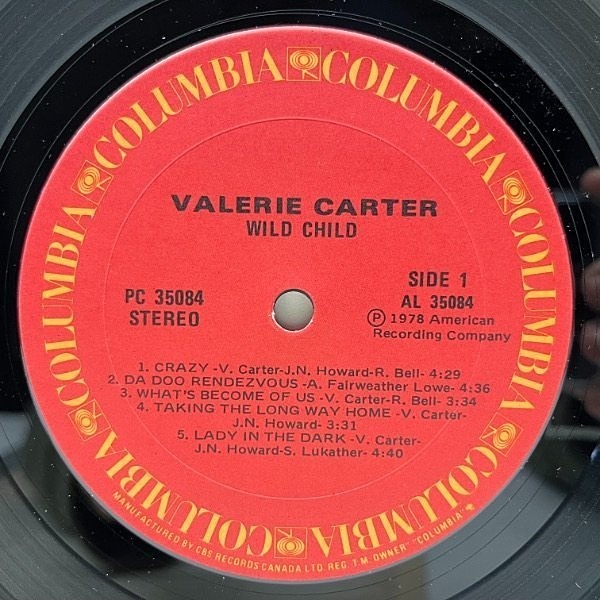 COLUMBIA COLUMBIA COLUMBIA COLUMBIA COLUMBIA COLUMBIA
VALERIE CARTER
WILD CHILD
PC 35084
STEREO
SIDE 1
AL 35084
Ⓟ 1978 American
Recording Company
1. CRAZY -V. Carter-J.N. Howard-R. Bell- 4:29
2. DA DOO RENDEZVOUS -A. Fairweather Lowe- 4:36
3. WHAT'S BECOME OF US -V. Carter-R. Bell- 3:34
4. TAKING THE LONG WAY HOME -V. Carter-
J.N. Howard- 3:31
5. LADY IN THE DARK -V. Carter-
J.N. Howard-S. Lukather- 4:40
MANUFACTURED BY CBS RECORDS CANADA LTD. REG. T.M. OWNER "COLUMBIA"